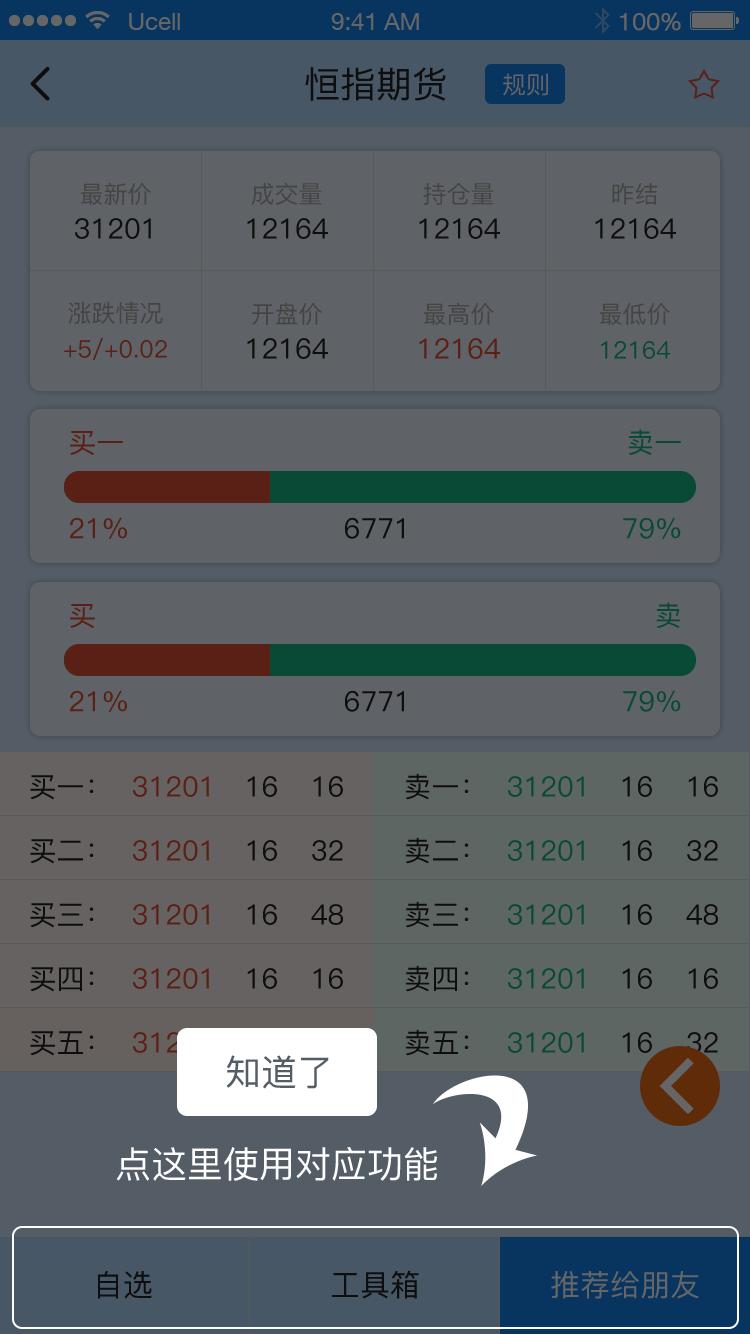 Ucell 9:41 AM 100%
恒指期货 规则
最新价 成交量 持仓量 昨结
31201 12164 12164 12164
涨跌情况 开盘价 最高价 最低价
+5/+0.02 12164 12164 12164
买一 卖一
21% 6771 79%
买 卖
21% 6771 79%
买一： 31201 16 16 卖一： 31201 16 16
买二： 31201 16 32 卖二： 31201 16 32
买三： 31201 16 48 卖三： 31201 16 48
买四： 31201 16 16 卖四： 31201 16 16
买五： 312 卖五： 31201 16 32
知道了
点这里使用对应功能
自选 工具箱 推荐给朋友